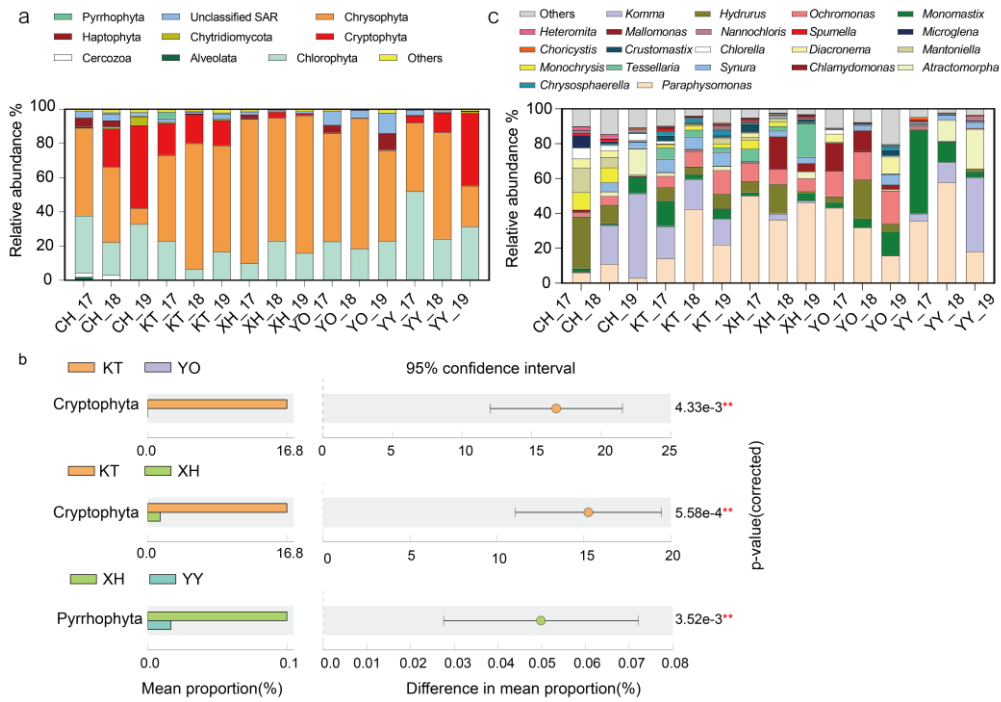 a
Pyrrhophyta Unclassified SAR Chrysophyta
Haptophyta Chytridiomycota Cryptophyta
Cercozoa Alveolata Chlorophyta Others
Relative abundance %
100
80
60
40
20
0
CH_17 CH_18 CH_19 KT_17 KT_18 KT_19 XH_17 XH_18 XH_19 YO_17 YO_18 YO_19 YY_17 YY_18 YY_19
c
Others Komma Hydrurus Ochromonas Monomastix
Heteromita Mallomonas Nannochloris Spumella Microglena
Choricystis Crustomastix Chlorella Diacronema Mantoniella
Monochrysis Tessellaria Synura Chlamydomonas Atractomorpha
Chrysosphaerella Paraphysomonas
Relative abundance %
100
80
60
40
20
0
CH_17 CH_18 CH_19 KT_17 KT_18 KT_19 XH_17 XH_18 XH_19 YO_17 YO_18 YO_19 YY_17 YY_18 YY_19
b
KT YO 95% confidence interval
Cryptophyta 4.33e-3**
0.0 16.8 0 5 10 15 20 25
KT XH
Cryptophyta 5.58e-4**
0.0 16.8 0 5 10 15 20
XH YY
Pyrrhophyta 3.52e-3**
0.0 0.1 0.0 0.01 0.02 0.03 0.04 0.05 0.06 0.07 0.08
Mean proportion(%) Difference in mean proportion(%)
p-value(corrected)